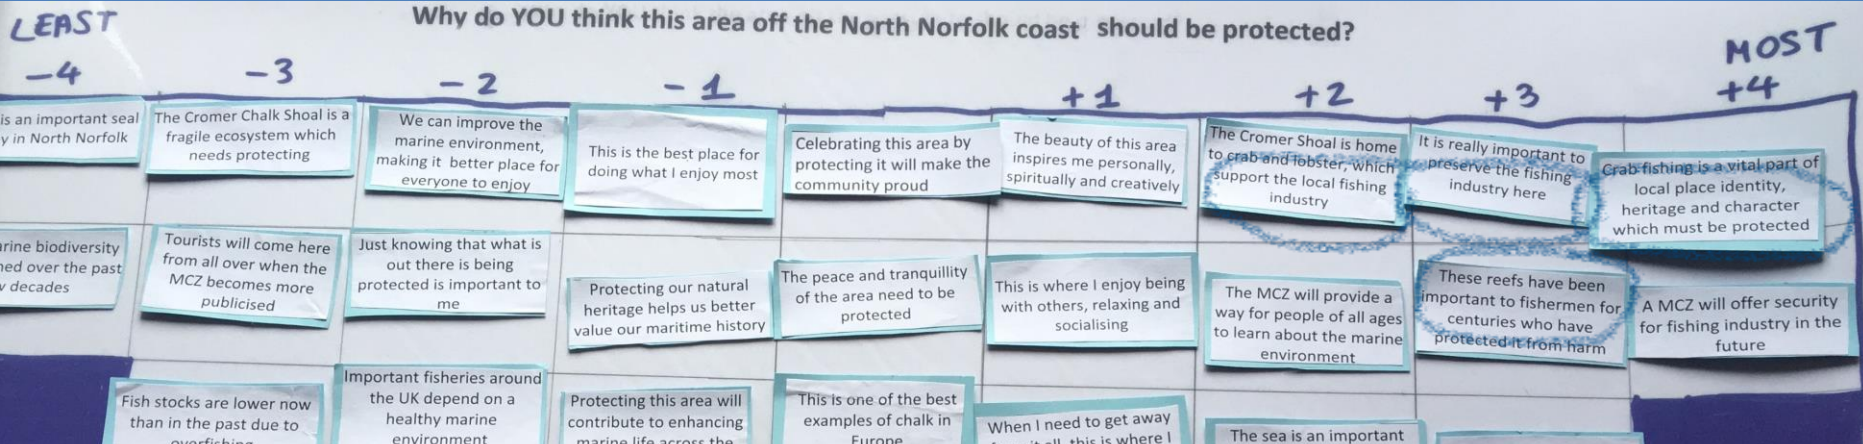 Why do YOU think this area off the North Norfolk coast should be protected?
LEAST
MOST
-4
-3
-2
-1
+1
+2
+3
+4
is an important seal
y in North Norfolk
The Cromer Chalk Shoal is a
fragile ecosystem which
needs protecting
We can improve the
marine environment,
making it better place for
everyone to enjoy
This is the best place for
doing what I enjoy most
Celebrating this area by
protecting it will make the
community proud
The beauty of this area
inspires me personally,
spiritually and creatively
The Cromer Shoal is home
to crab and lobster, which
support the local fishing
industry
It is really important to
preserve the fishing
industry here
Crab fishing is a vital part of
local place identity,
heritage and character
which must be protected
rine biodiversity
ned over the past
decades
Tourists will come here
from all over when the
MCZ becomes more
publicised
Just knowing that what is
out there is being
protected is important to
me
Protecting our natural
heritage helps us better
value our maritime history
The peace and tranquillity
of the area need to be
protected
This is where I enjoy being
with others, relaxing and
socialising
The MCZ will provide a
way for people of all ages
to learn about the marine
environment
These reefs have been
important to fishermen for
centuries who have
protected it from harm
A MCZ will offer security
for fishing industry in the
future
Fish stocks are lower now
than in the past due to
overfishing
Important fisheries around
the UK depend on a
healthy marine
environment
Protecting this area will
contribute to enhancing
marine life across the
This is one of the best
examples of chalk in
Europe
When I need to get away
all, this is where I
The sea is an important